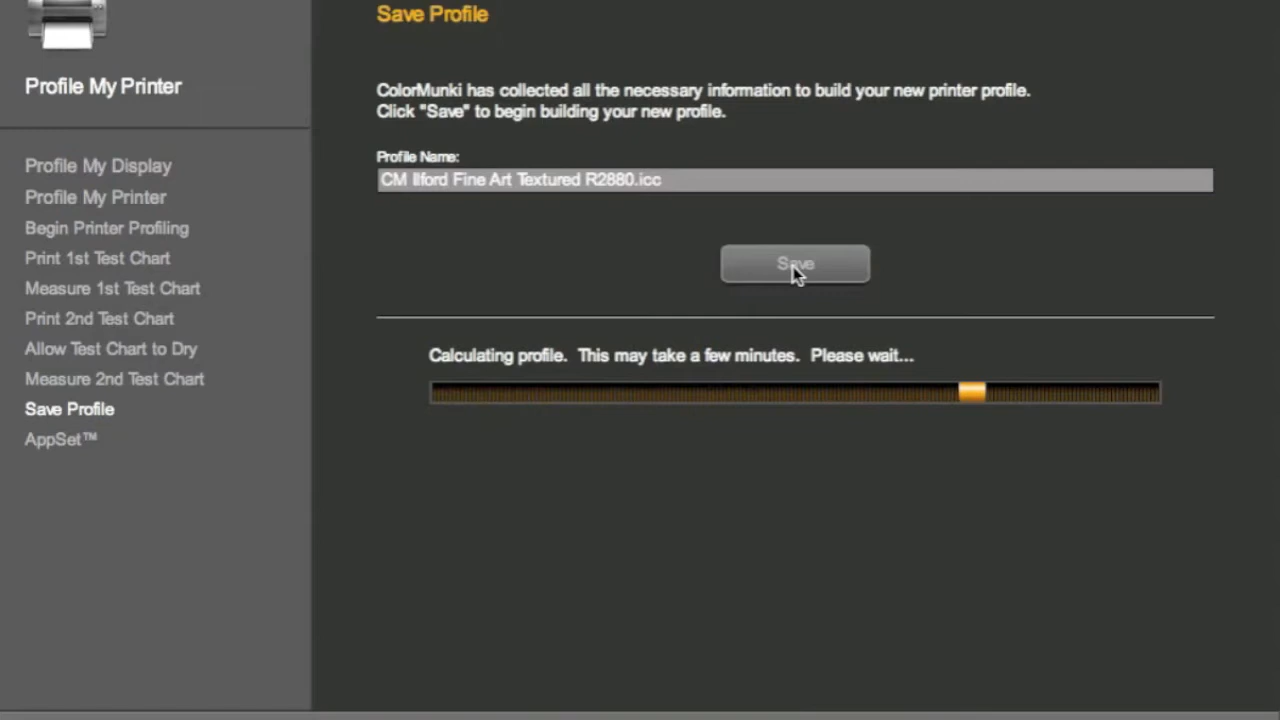 Profile My Printer
Profile My Display
Profile My Printer
Begin Printer Profiling
Print 1st Test Chart
Measure 1st Test Chart
Print 2nd Test Chart
Allow Test Chart to Dry
Measure 2nd Test Chart
Save Profile
AppSet™
Save Profile
ColorMunki has collected all the necessary information to build your new printer profile.
Click "Save" to begin building your new profile.
Profile Name:
CM Ilford Fine Art Textured R2880.icc
Save
Calculating profile. This may take a few minutes. Please wait...